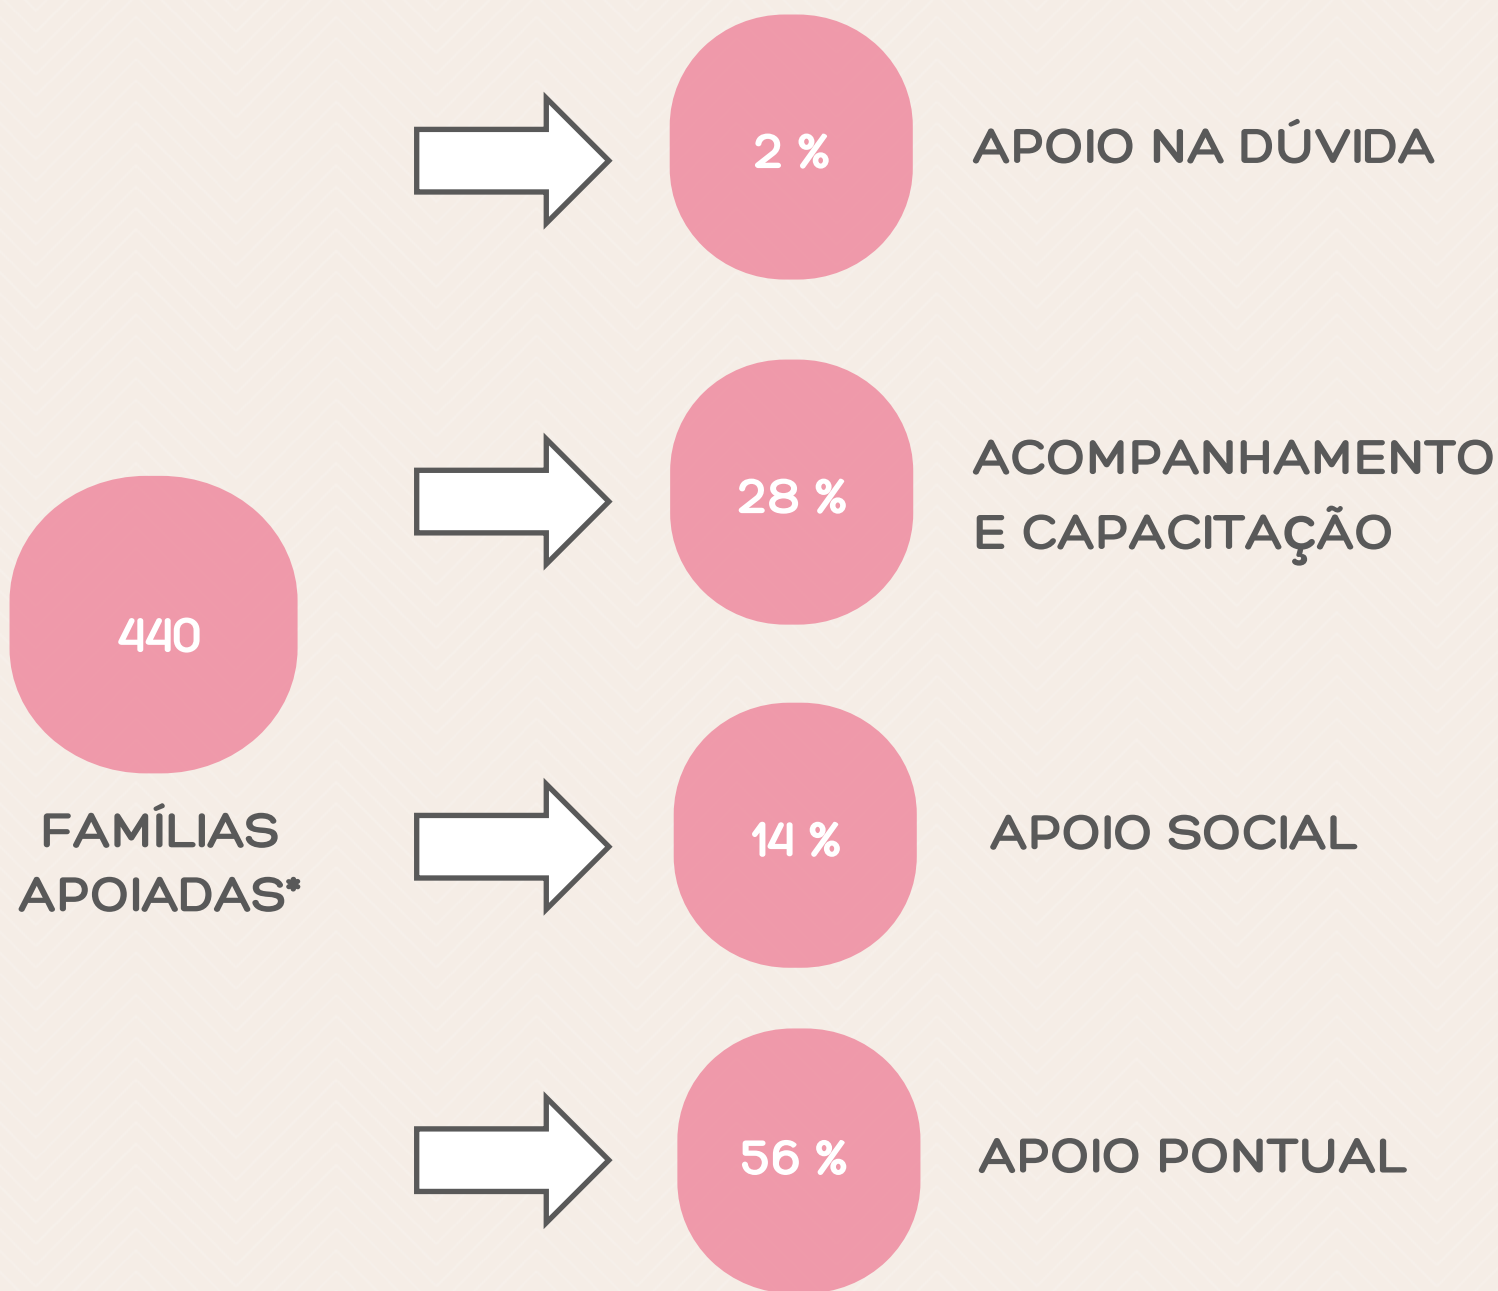 2 %
APOIO NA DÚVIDA
28 %
ACOMPANHAMENTO
E CAPACITAÇÃO
440
FAMÍLIAS
APOIADAS*
14 %
APOIO SOCIAL
56 %
APOIO PONTUAL